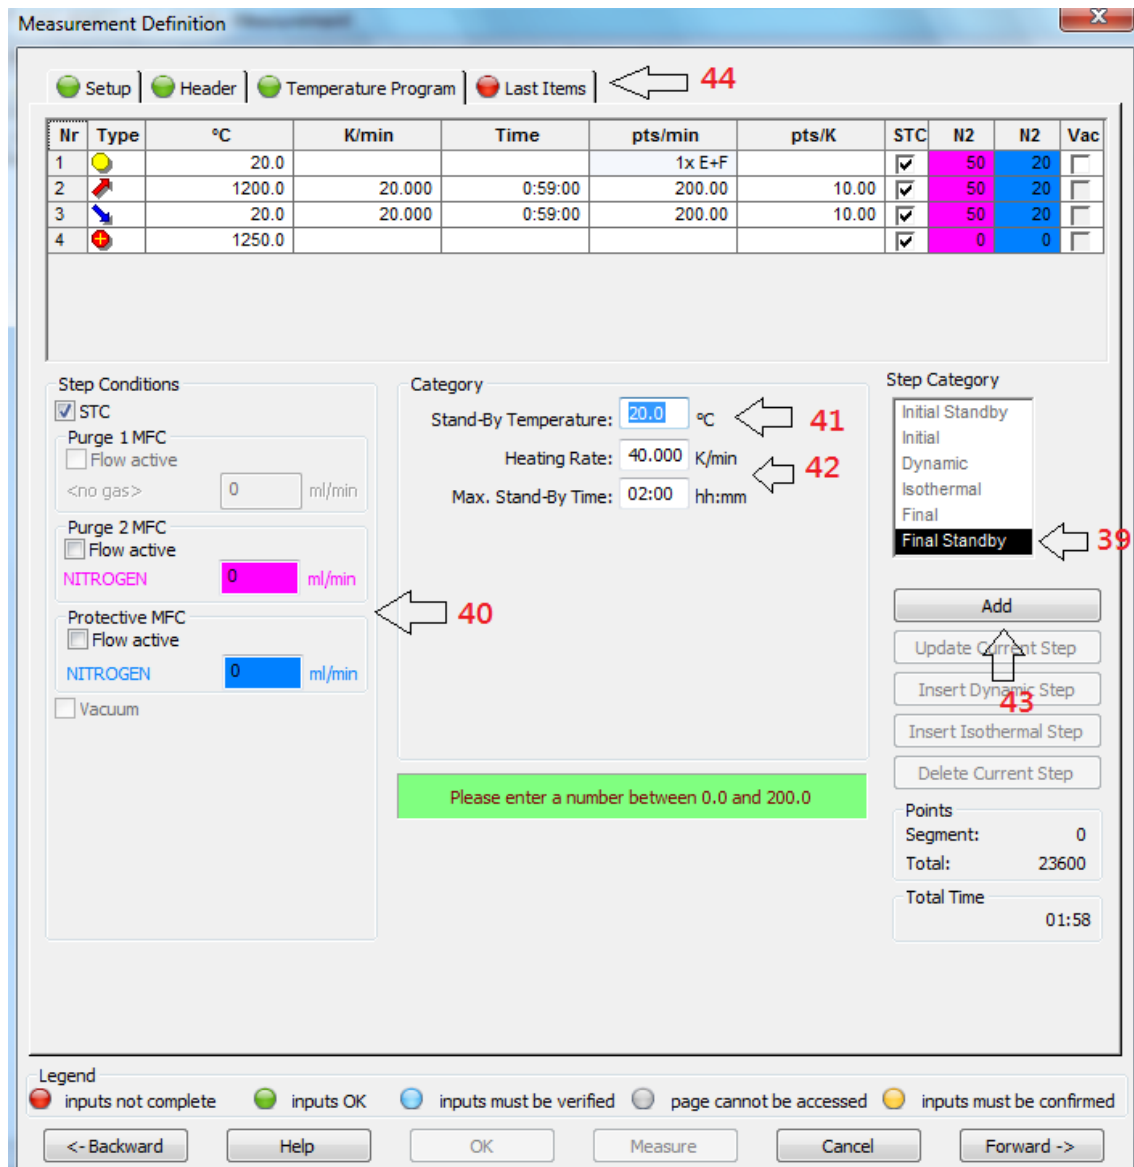 Measurement Definition
X
Setup Header Temperature Program Last Items 44
Nr Type °C K/min Time pts/min pts/K STC N2 N2 Vac
1 20.0 1x E+F 50 20
2 1200.0 20.000 0:59:00 200.00 10.00 50 20
3 20.0 20.000 0:59:00 200.00 10.00 50 20
4 1250.0 0 0
Step Conditions
STC
Purge 1 MFC
Flow active
<no gas> 0 ml/min
Purge 2 MFC
Flow active
NITROGEN 0 ml/min
Protective MFC
Flow active
NITROGEN 0 ml/min
Vacuum
40
Category
Stand-By Temperature: 20.0 °C 41
Heating Rate: 40.000 K/min
42
Max. Stand-By Time: 02:00 hh:mm
Please enter a number between 0.0 and 200.0
Step Category
Initial Standby
Initial
Dynamic
Isothermal
Final
Final Standby 39
Add
Update Current Step
Insert Dynamic Step
43
Insert Isothermal Step
Delete Current Step
Points
Segment: 0
Total: 23600
Total Time
01:58
Legend
inputs not complete inputs OK inputs must be verified page cannot be accessed inputs must be confirmed
<- Backward Help OK Measure Cancel Forward ->